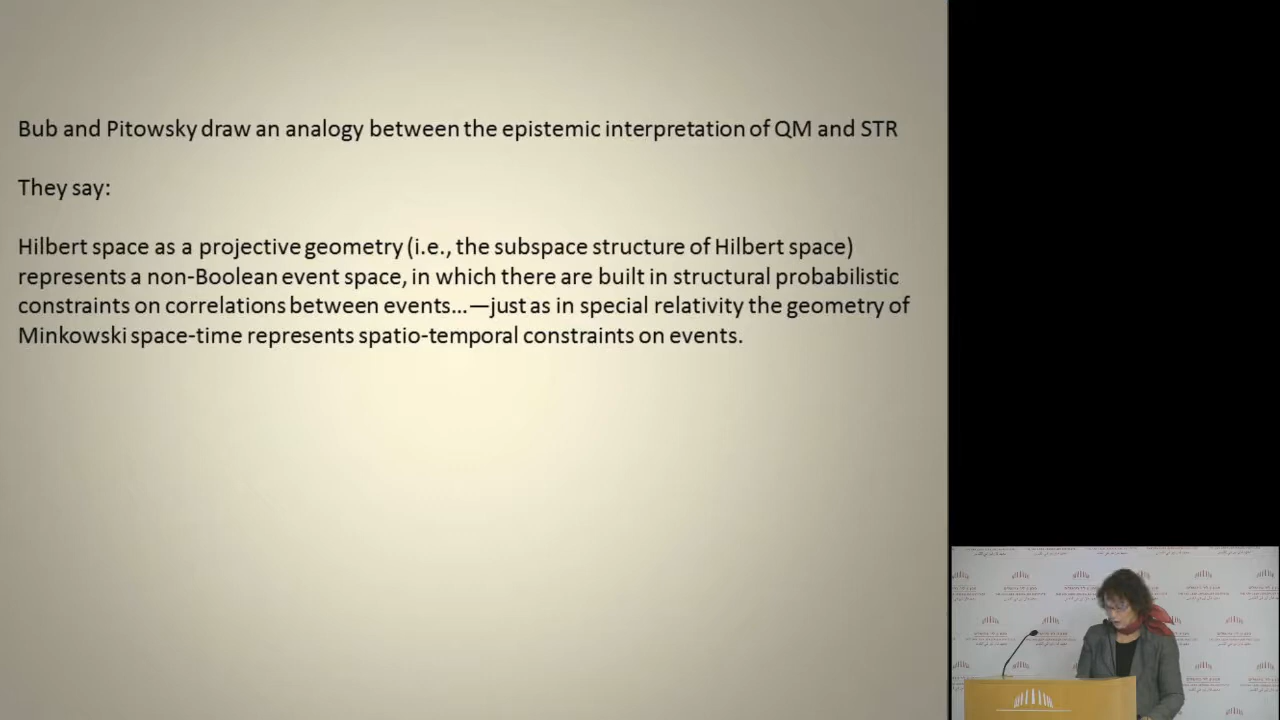 Bub and Pitowsky draw an analogy between the epistemic interpretation of QM and STR
They say:
Hilbert space as a projective geometry (i.e., the subspace structure of Hilbert space)
represents a non-Boolean event space, in which there are built in structural probabilistic
constraints on correlations between events...—just as in special relativity the geometry of
Minkowski space-time represents spatio-temporal constraints on events.